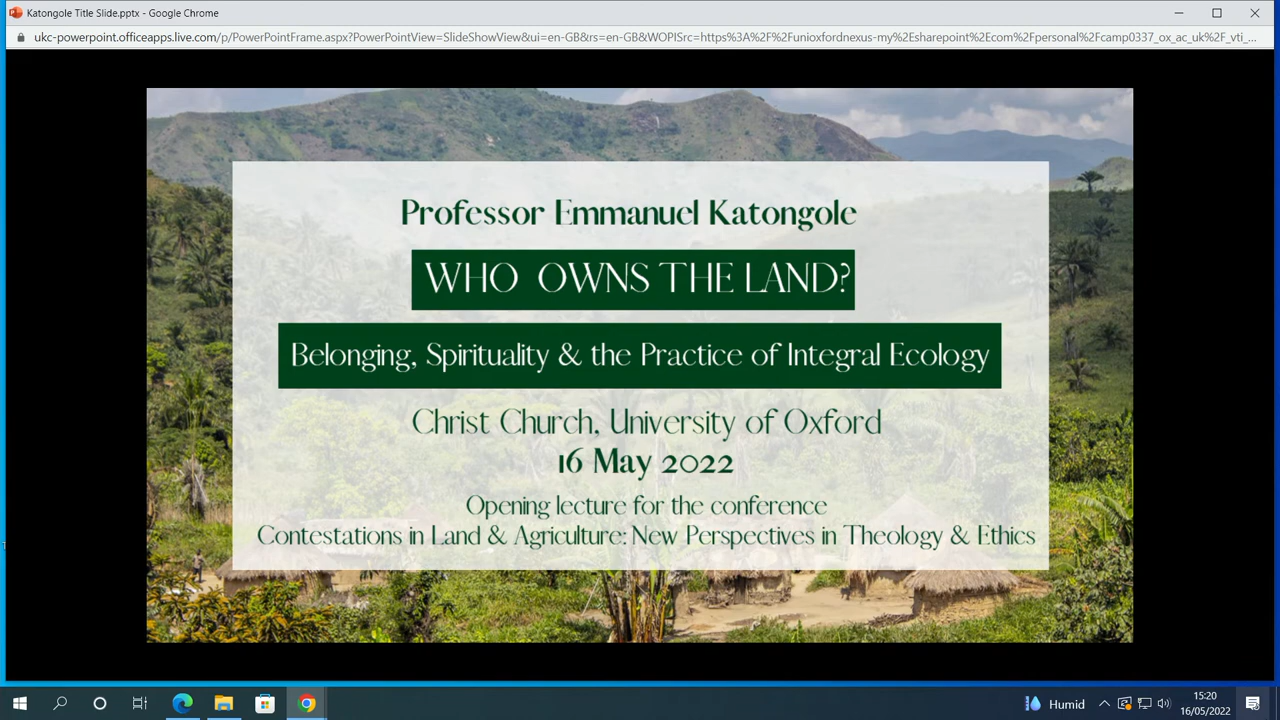 Katongole Title Slide.pptx - Google Chrome
ukc-powerpoint.officeapps.live.com/p/PowerPointFrame.aspx?PowerPointView=SlideShowView&ui=en-GB&rs=en-GB&WOPISrc=https%3A%2F%2Funioxfordnexus-my%2Esharepoint%2Ecom%2Fpersonal%2Fcamp0337_ox_ac_uk%2F_vti_...
Professor Emmanuel Katongole
WHO OWNS THE LAND?
Belonging, Spirituality & the Practice of Integral Ecology
Christ Church, University of Oxford
16 May 2022
Opening lecture for the conference
Contestations in Land & Agriculture: New Perspectives in Theology & Ethics
Humid
15:20
16/05/2022